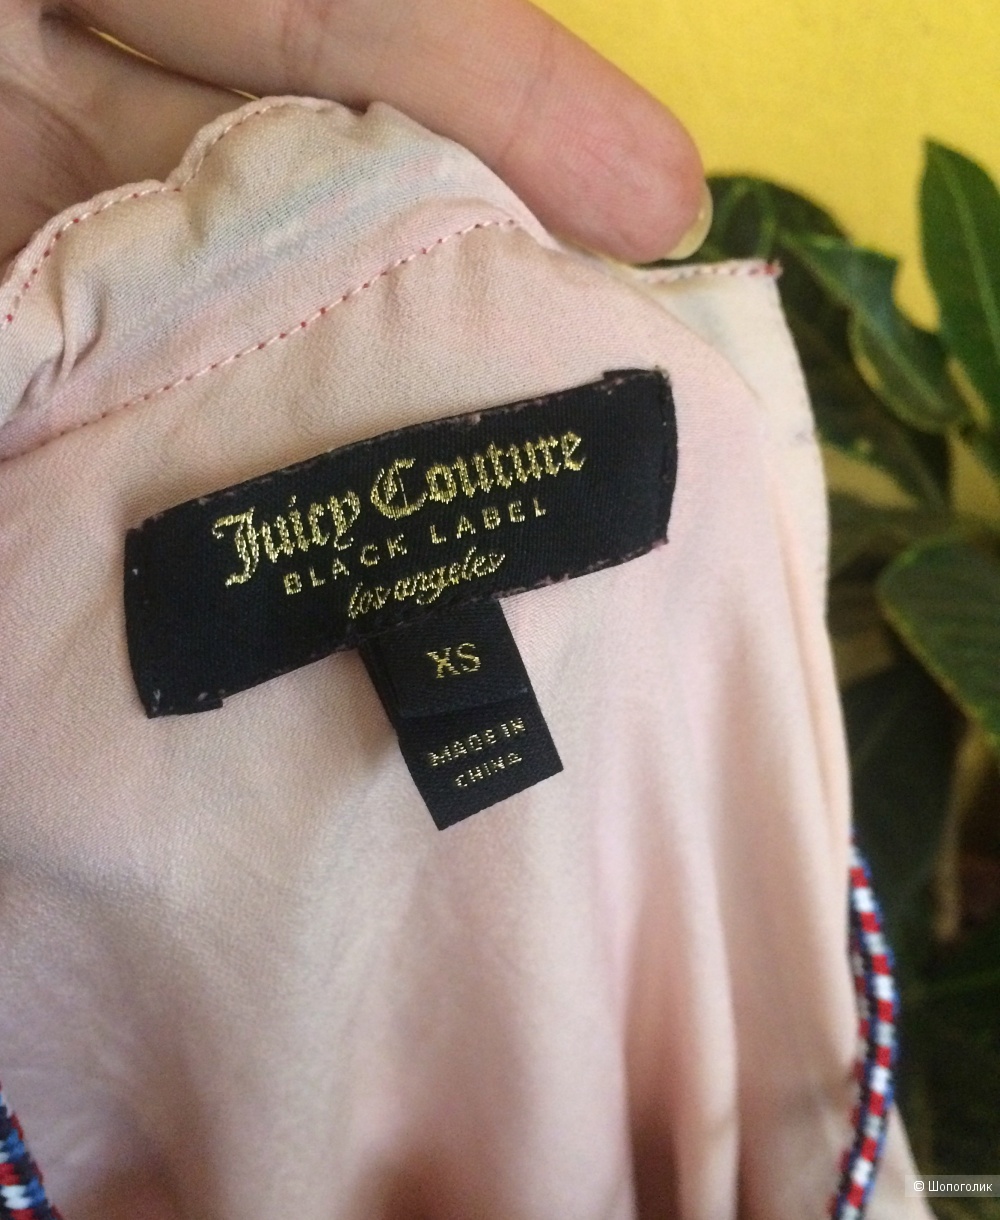 Juicy Couture
BLACK LABEL
los angeles
XS
MADE IN
CHINA
© Шопоголик